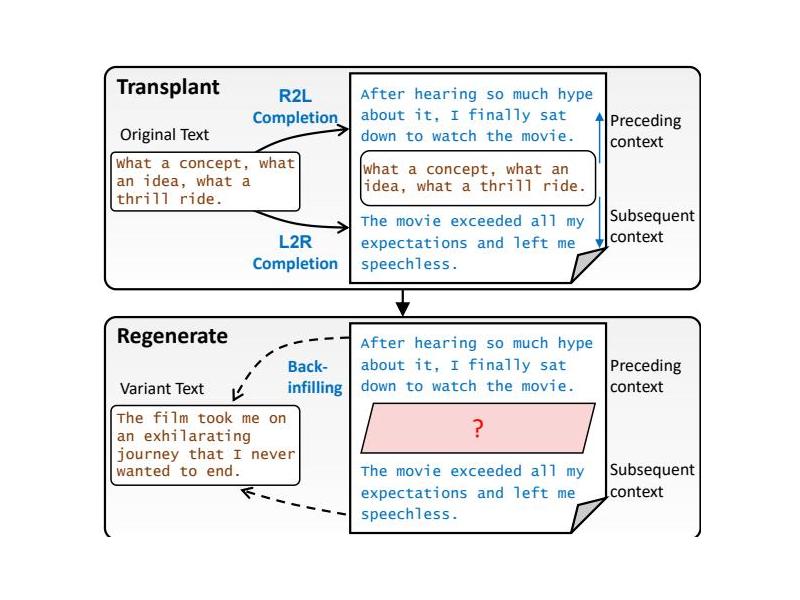 Transplant
R2L
Completion
Original Text
What a concept, what
an idea, what a
thrill ride.
L2R
Completion
After hearing so much hype
about it, I finally sat
down to watch the movie.
What a concept, what an
idea, what a thrill ride.
The movie exceeded all my
expectations and left me
speechless.
Preceding
context
Subsequent
context
Regenerate
Back-
infilling
Variant Text
The film took me on
an exhilarating
journey that I never
wanted to end.
After hearing so much hype
about it, I finally sat
down to watch the movie.
?
The movie exceeded all my
expectations and left me
speechless.
Preceding
context
Subsequent
context